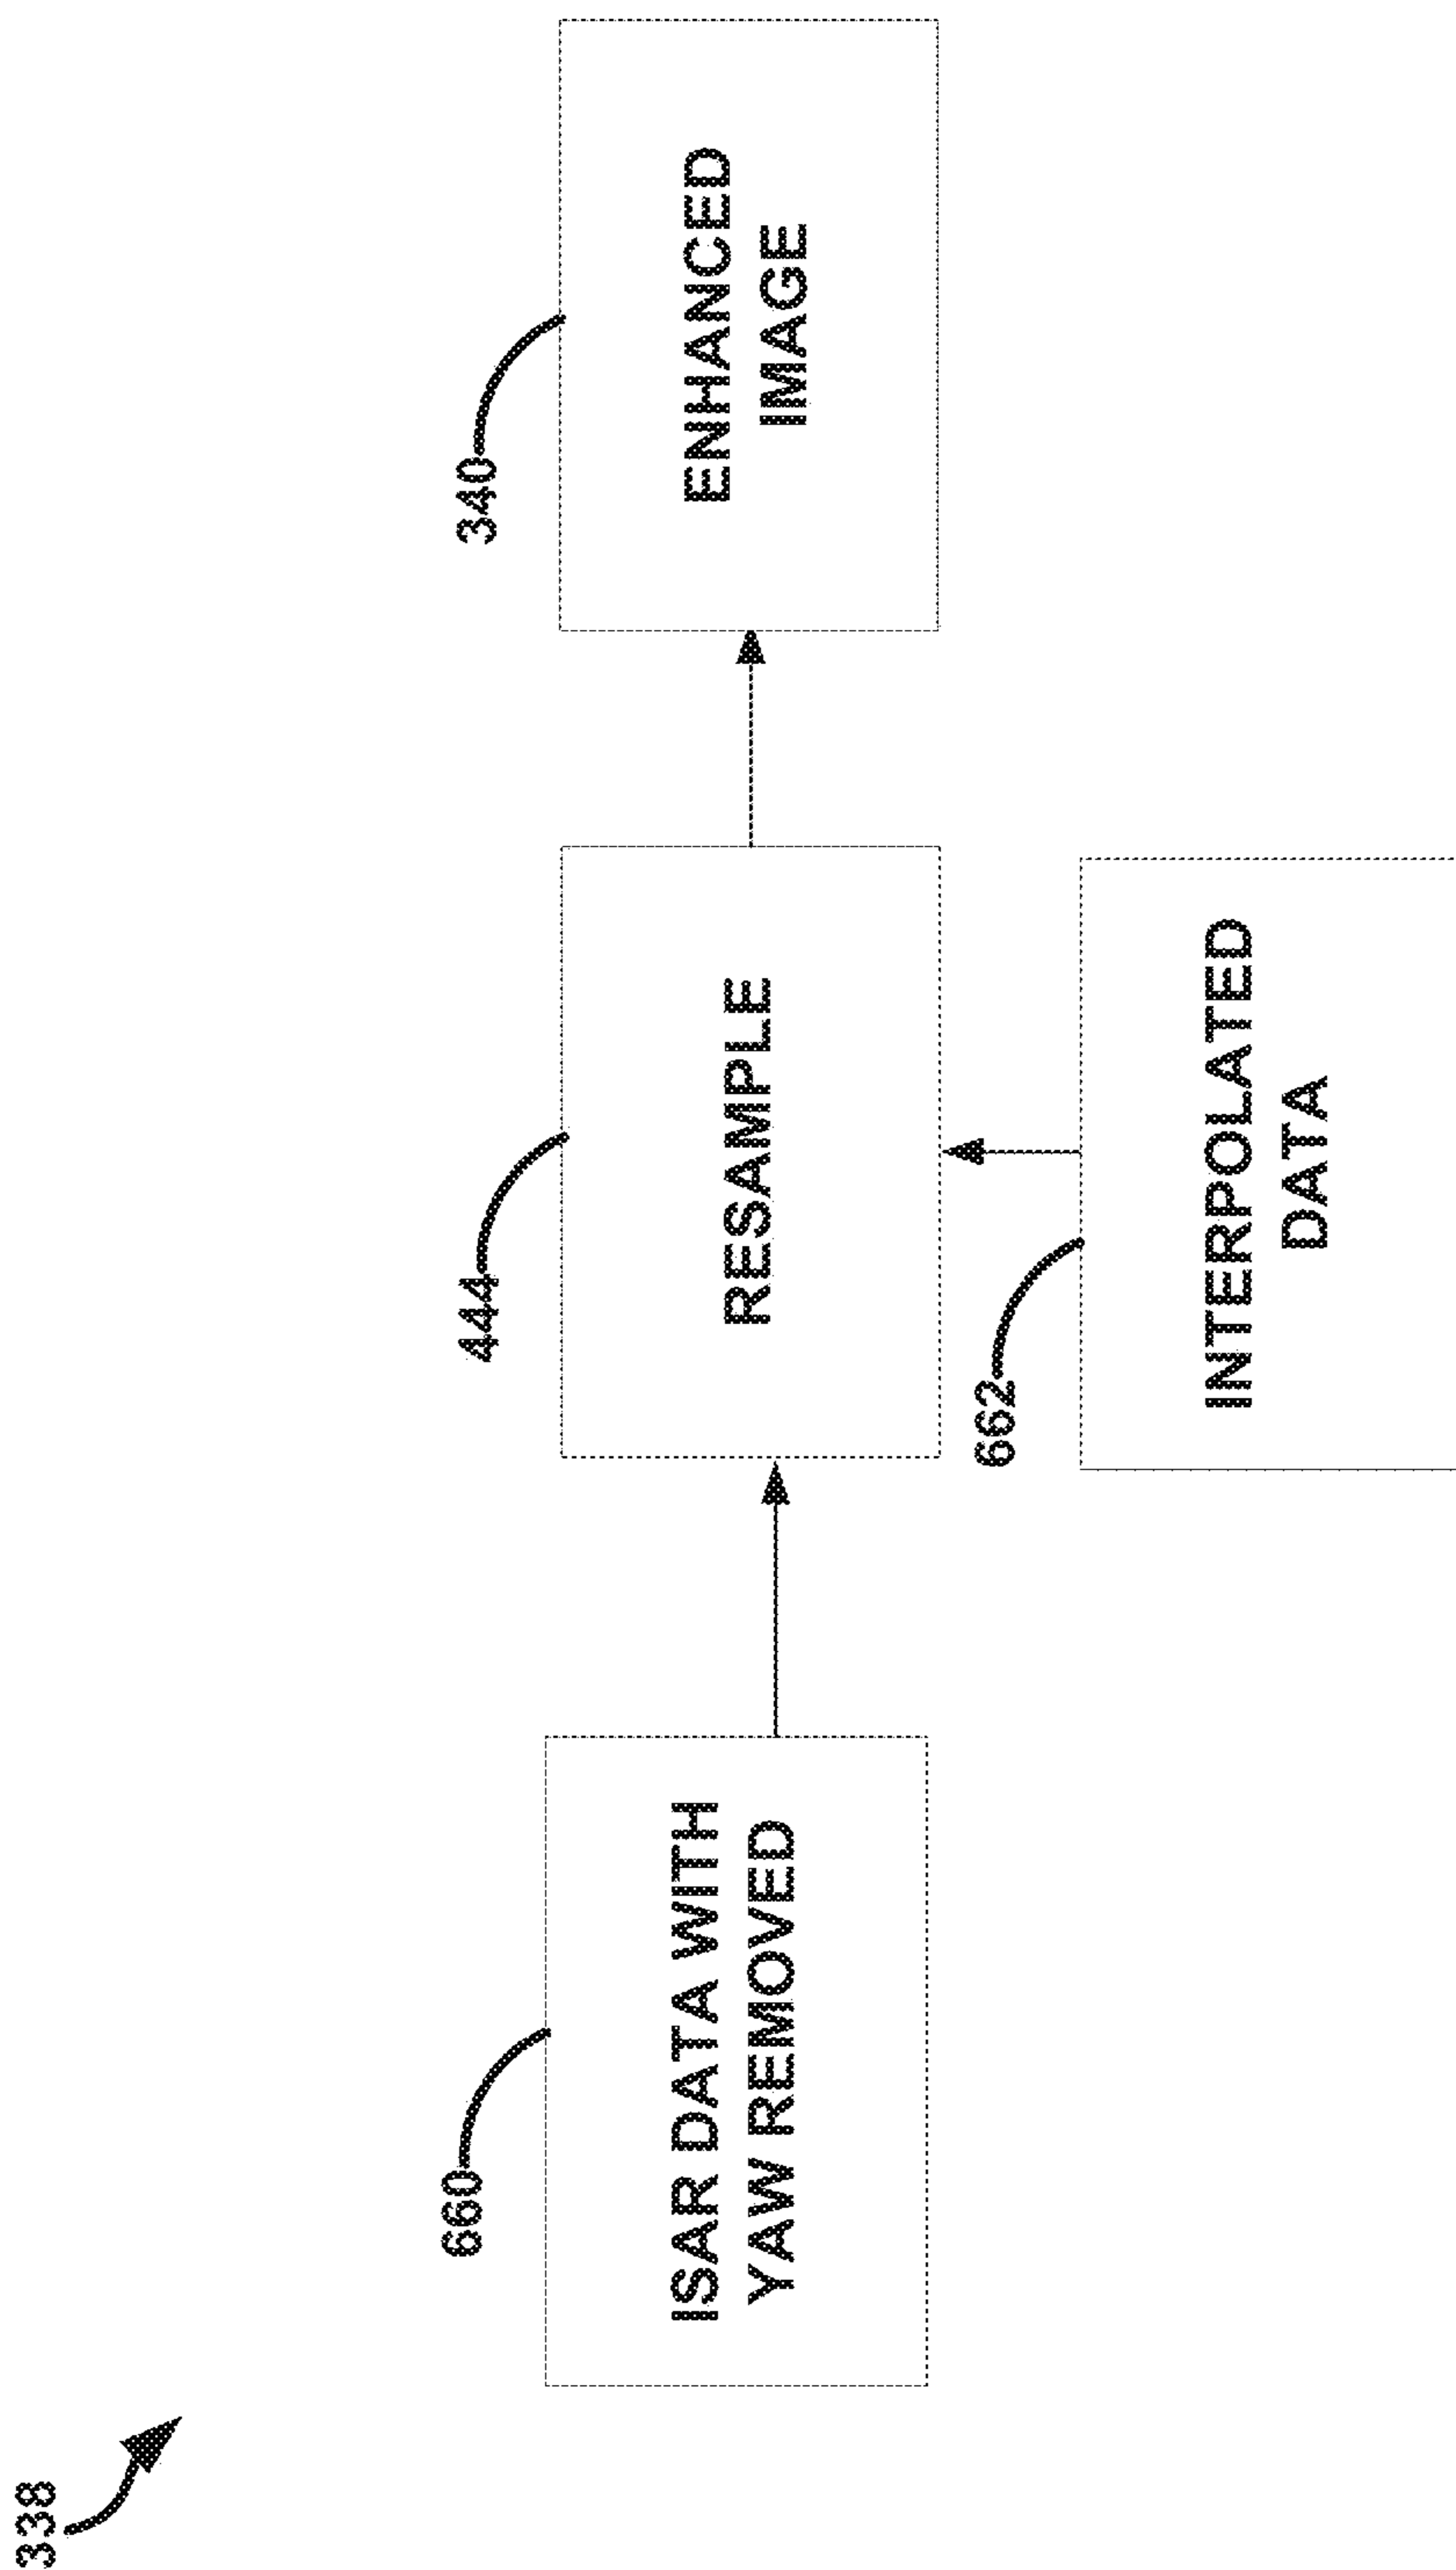 338
660
ISAR DATA WITH
YAW REMOVED
444
RESAMPLE
340
ENHANCED
IMAGE
662
INTERPOLATED
DATA